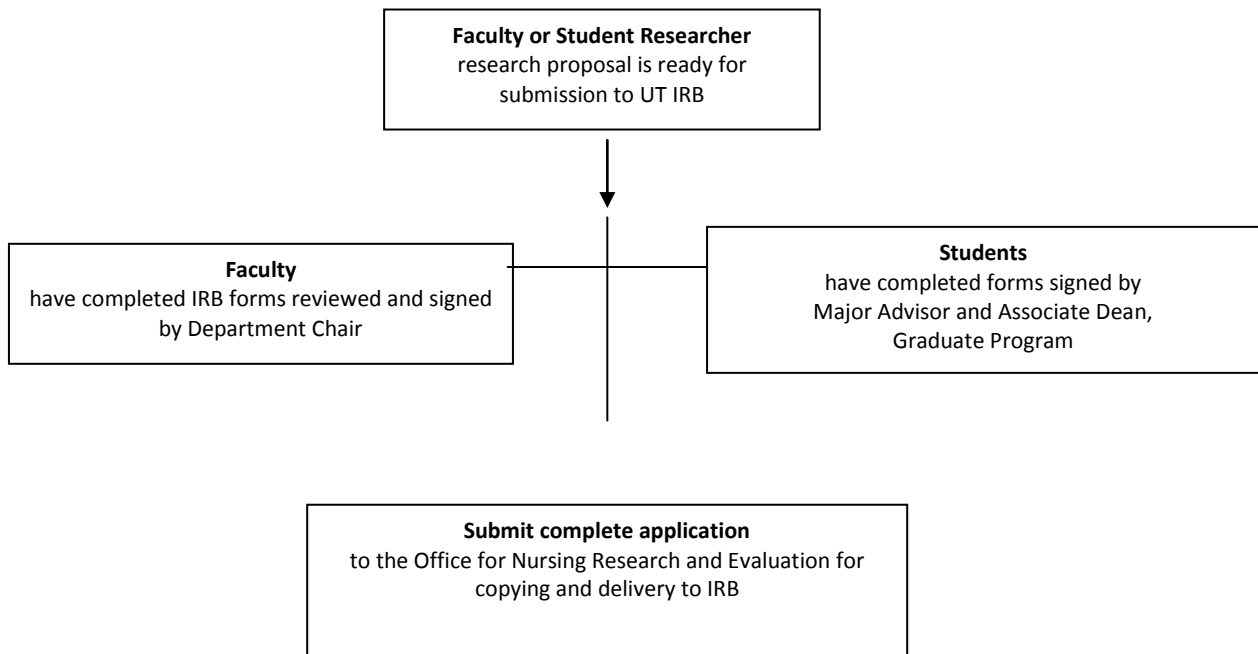 Faculty or Student Researcher
research proposal is ready for
submission to UT IRB
Faculty
have completed IRB forms reviewed and signed
by Department Chair
Students
have completed forms signed by
Major Advisor and Associate Dean,
Graduate Program
Submit complete application
to the Office for Nursing Research and Evaluation for
copying and delivery to IRB